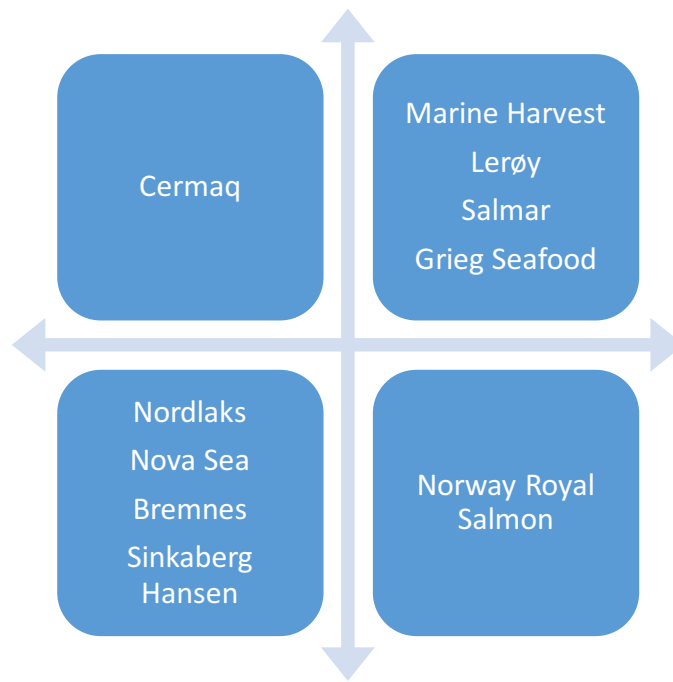 Cermaq
Marine Harvest
Lerøy
Salmar
Grieg Seafood
Nordlaks
Nova Sea
Bremnes
Sinkaberg
Hansen
Norway Royal
Salmon